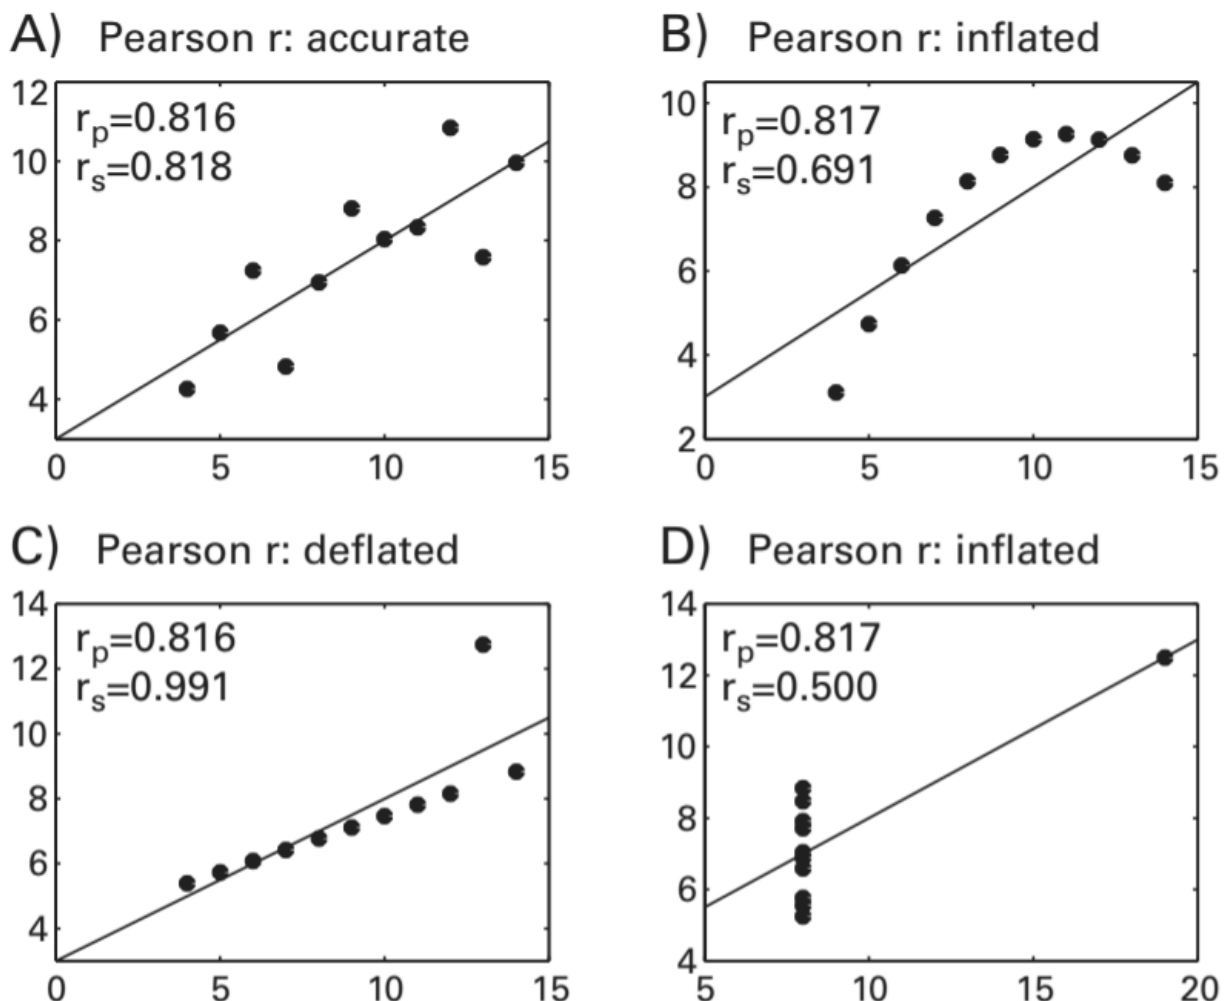 A) Pearson r: accurate
r_p=0.816
r_s=0.818
12
10
8
6
4
0 5 10 15
B) Pearson r: inflated
r_p=0.817
r_s=0.691
10
8
6
4
2
0 5 10 15
C) Pearson r: deflated
r_p=0.816
r_s=0.991
14
12
10
8
6
4
0 5 10 15
D) Pearson r: inflated
r_p=0.817
r_s=0.500
14
12
10
8
6
4
5 10 15 20